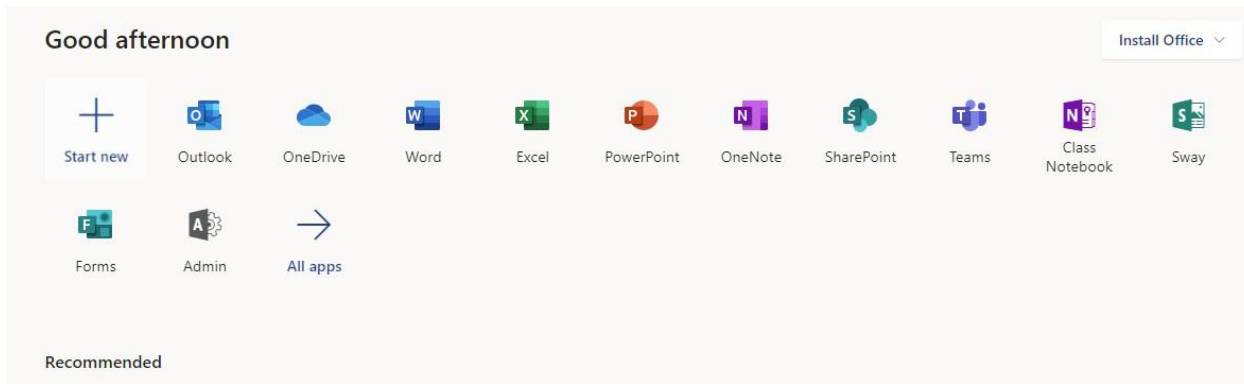 Good afternoon
Install Office
Start new
Outlook
OneDrive
Word
Excel
PowerPoint
OneNote
SharePoint
Teams
Class
Notebook
Sway
Forms
Admin
All apps
Recommended